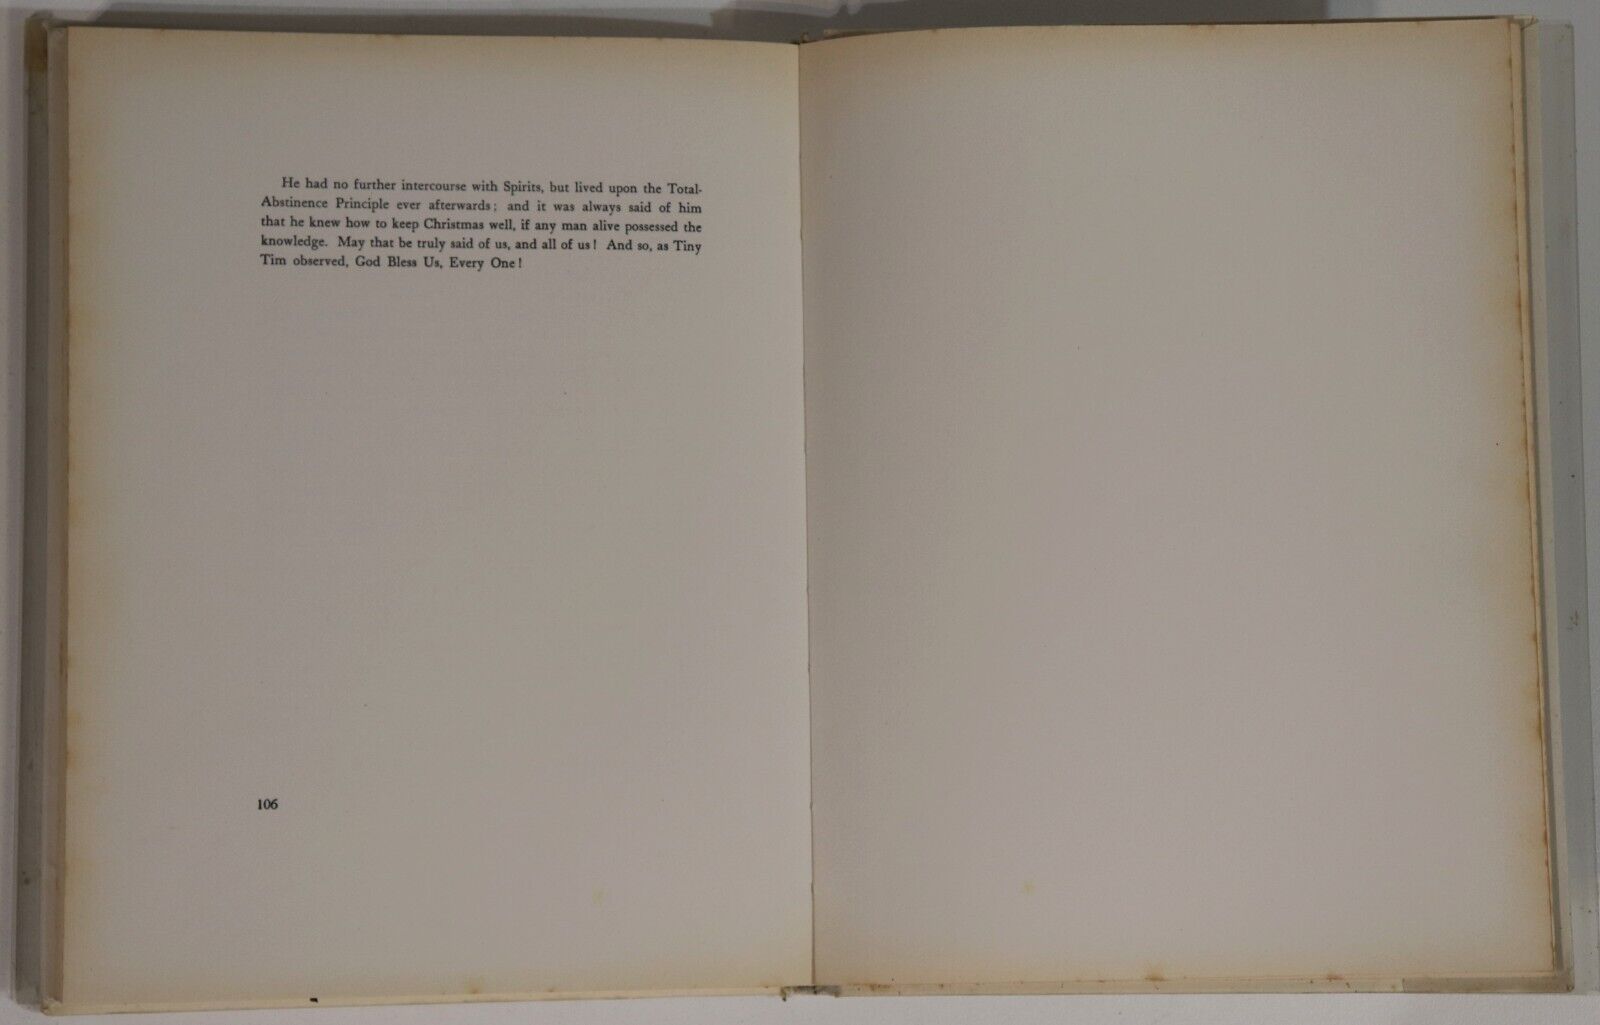 He had no further intercourse with Spirits, but lived upon the Total-
Abstinence Principle ever afterwards; and it was always said of him
that he knew how to keep Christmas well, if any man alive possessed the
knowledge. May that be truly said of us, and all of us! And so, as Tiny
Tim observed, God Bless Us, Every One!
106